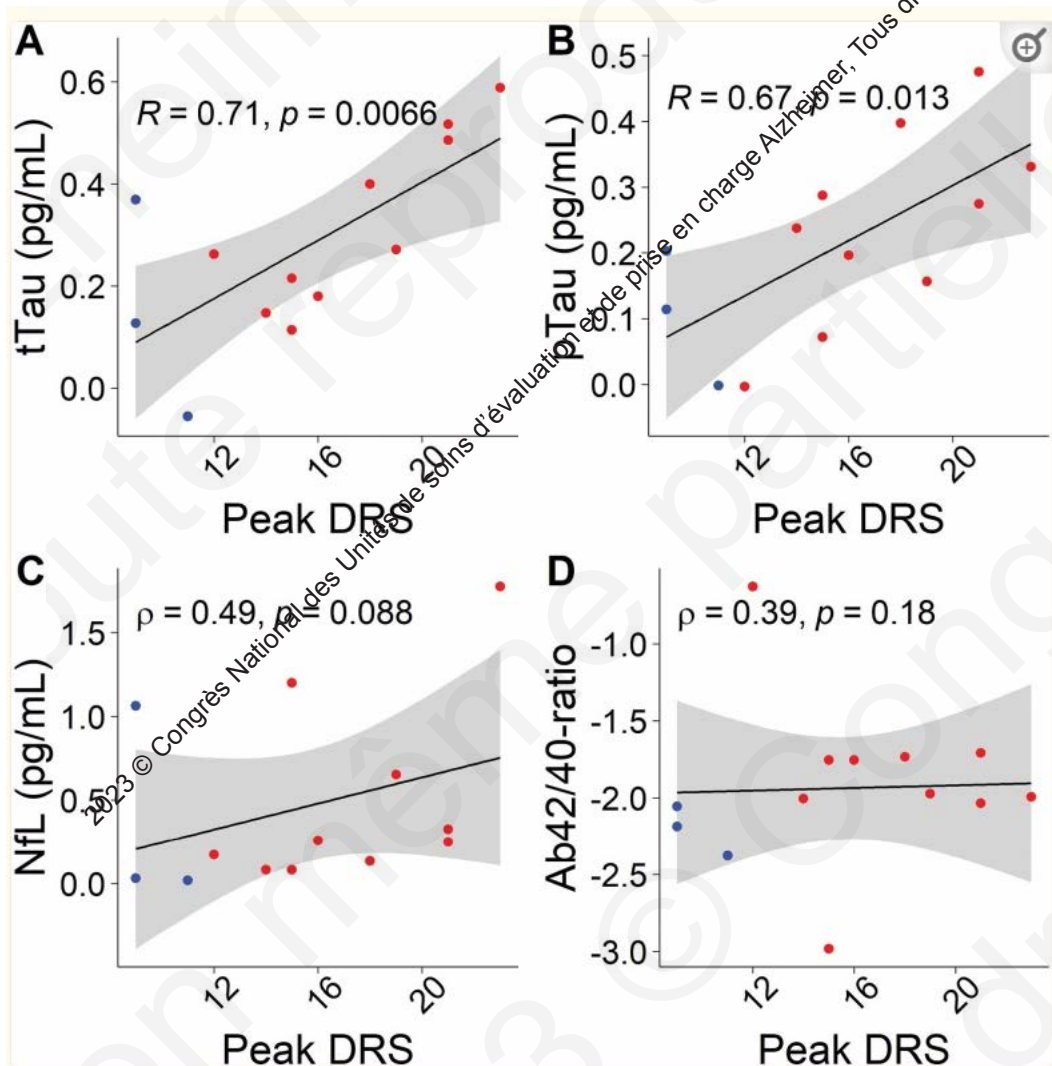 A
R = 0.71, p = 0.0066
tTau (pg/mL)
0.6
0.4
0.2
0.0
12
16
20
Peak DRS
B
R = 0.67, p = 0.013
pTau (pg/mL)
0.5
0.4
0.3
0.2
0.1
0.0
12
16
20
Peak DRS
C
ρ = 0.49, p = 0.088
NfL (pg/mL)
1.5
1.0
0.5
0.0
12
16
20
Peak DRS
D
ρ = 0.39, p = 0.18
Ab42/40-ratio
-1.0
-1.5
-2.0
-2.5
-3.0
12
16
20
Peak DRS
2023 © Congrès National des Unités de soins d'évaluation et de prise en charge Alzheimer, Tous